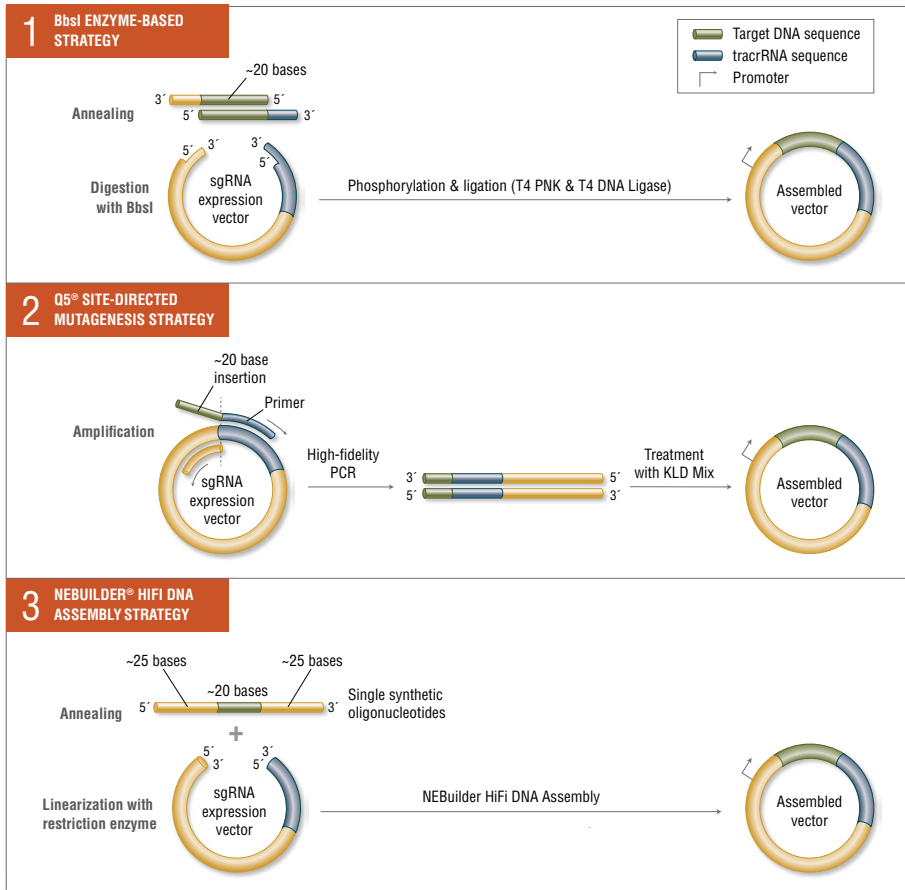 1
BbsI ENZYME-BASED
STRATEGY
Target DNA sequence
tracrRNA sequence
Promoter
~20 bases
3´
5´
Annealing
5´
3´
5´
3´
3´
5´
sgRNA
expression
vector
Digestion
with BbsI
Phosphorylation & ligation (T4 PNK & T4 DNA Ligase)
Assembled
vector
2
Q5® SITE-DIRECTED
MUTAGENESIS STRATEGY
~20 base
insertion
Primer
Amplification
sgRNA
expression
vector
High-fidelity
PCR
3´
5´
5´
3´
Treatment
with KLD Mix
Assembled
vector
3
NEBUILDER® HIFI DNA
ASSEMBLY STRATEGY
~25 bases
~20 bases
~25 bases
Annealing
5´
3´
Single synthetic
oligonucleotides
+
5´
3´
3´
5´
sgRNA
expression
vector
Linearization with
restriction enzyme
NEBuilder HiFi DNA Assembly
Assembled
vector